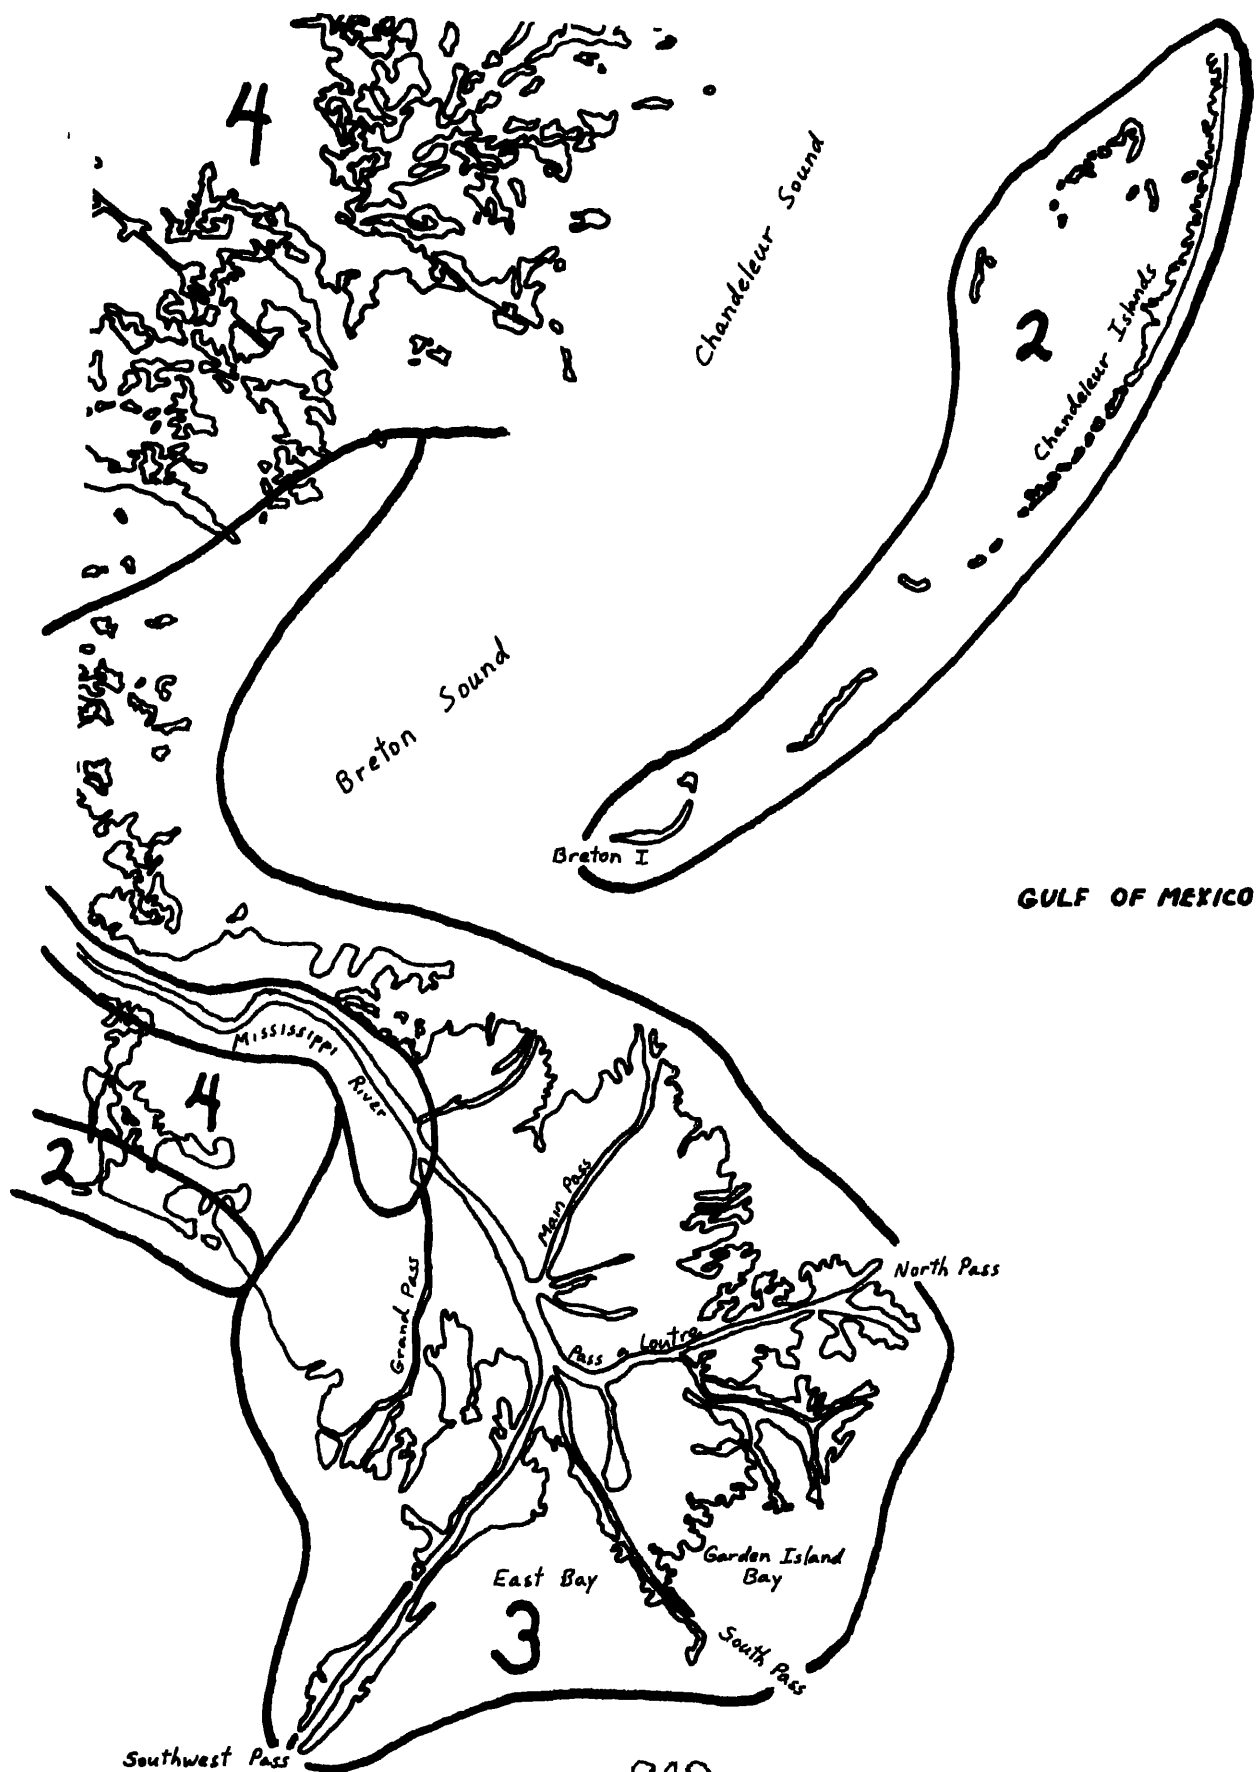 4
Chandeleur Sound
2
Chandeleur Islands
Breton Sound
Breton I
GULF OF MEXICO
Mississippi
River
4
2
Main Pass
North Pass
Grand Pass
Pass a Loutre
Garden Island
Bay
East Bay
3
South Pass
Southwest Pass